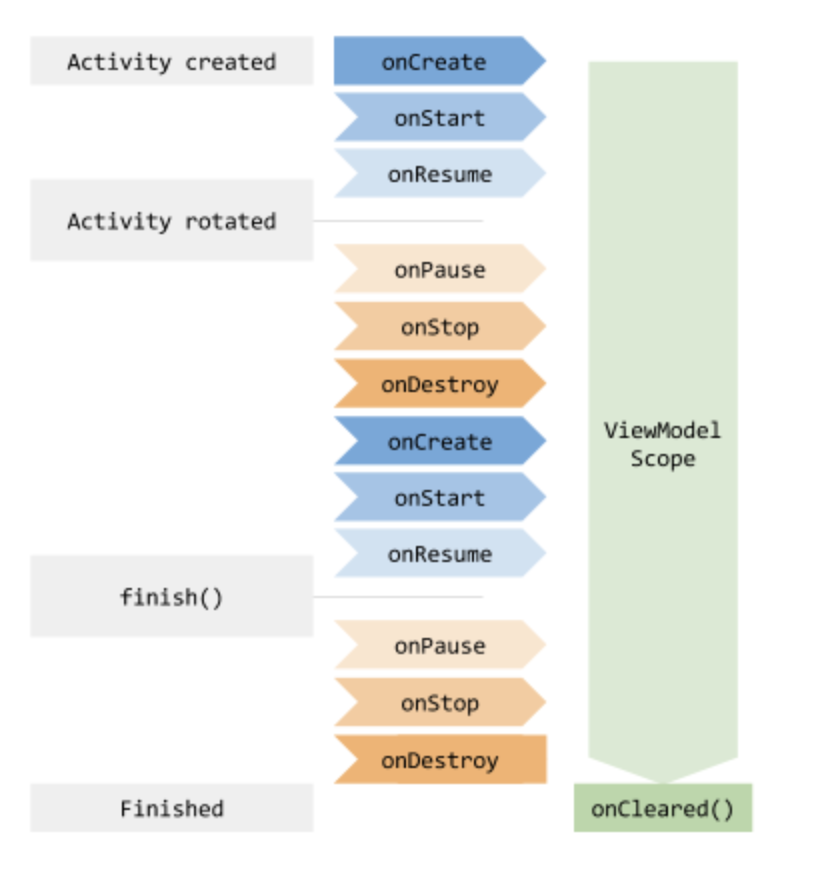 Activity created
onCreate
onStart
onResume
Activity rotated
onPause
onStop
onDestroy
onCreate
ViewModel
Scope
onStart
onResume
finish()
onPause
onStop
onDestroy
Finished
onCleared()